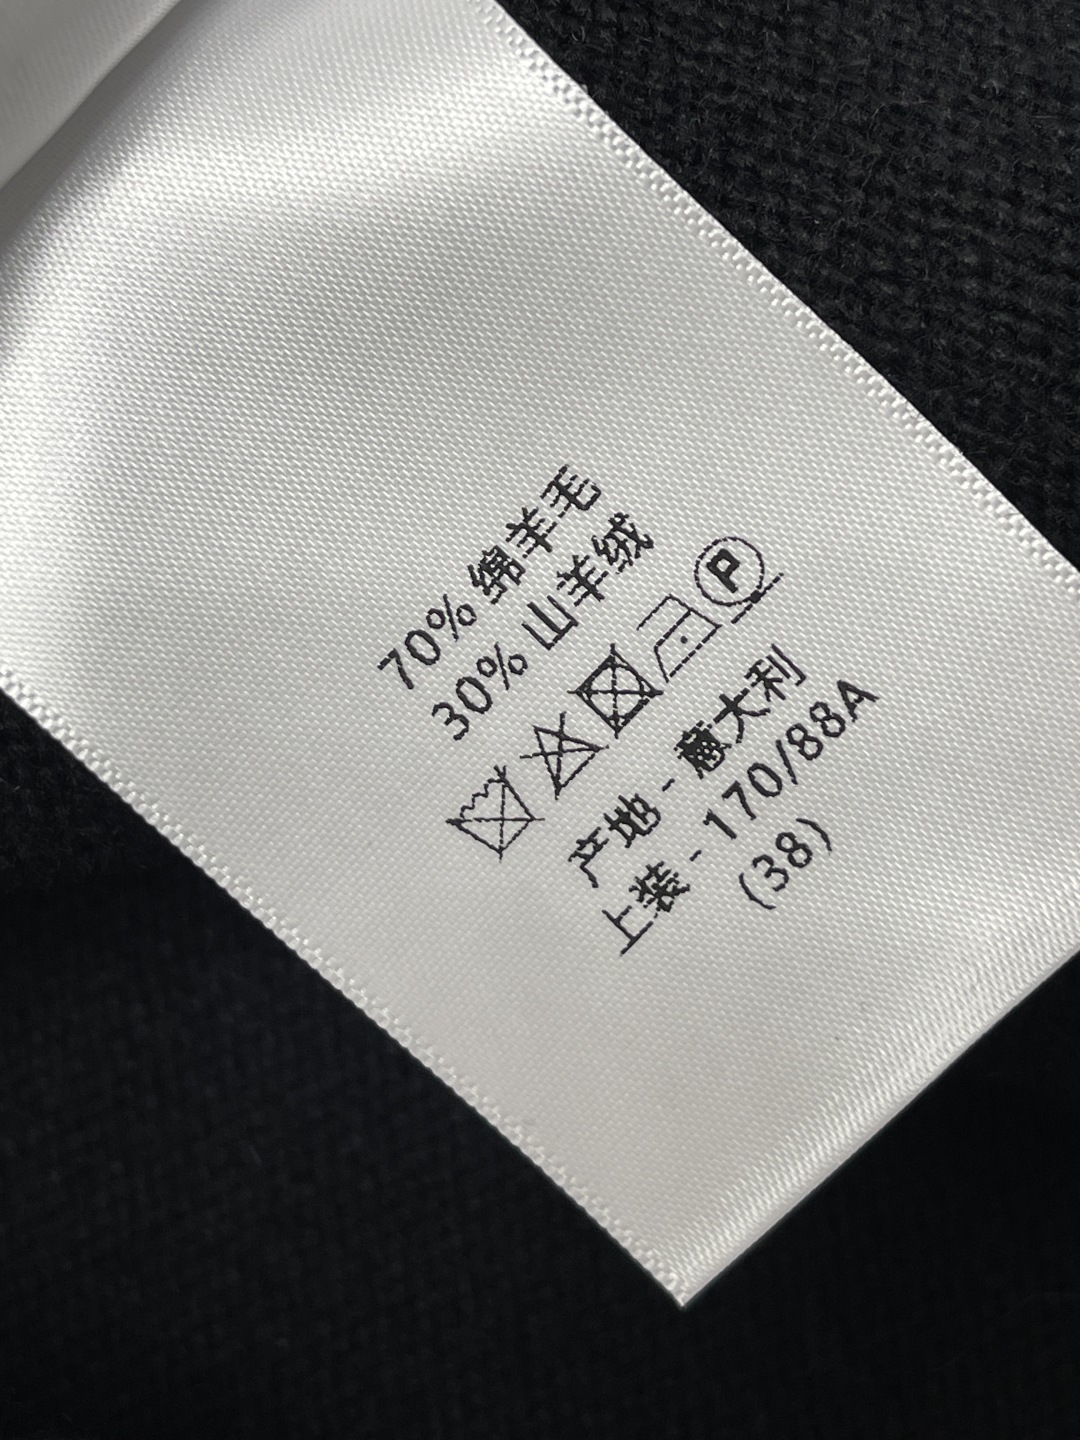 70% 绵羊毛
30% 山羊绒
P
产地 - 意大利
上装 - 170/88A
(38)